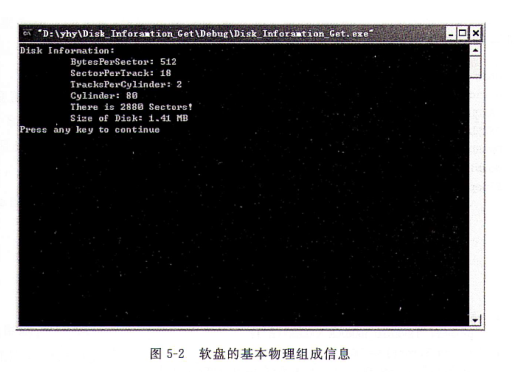 "D:\yhy\Disk_Inforamtion_Get\Debug\Disk_Inforamtion_Get.exe"
Disk Information:
BytesPerSector: 512
SectorPerTrack: 18
TracksPerCylinder: 2
Cylinder: 80
There is 2880 Sectors!
Size of Disk: 1.41 MB
Press any key to continue
图 5-2 软盘的基本物理组成信息